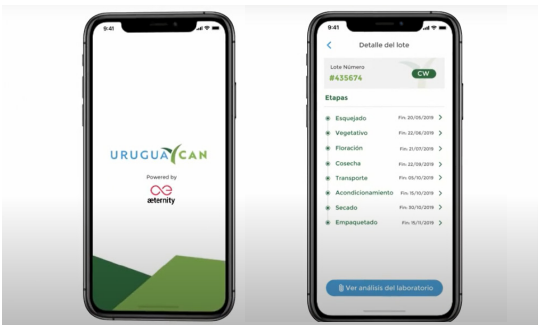 9:41
URUGUAYCAN
Powered by
æternity
9:41
Detalle del lote
Lote Número
#435674
CW
Etapas
Esquejado Fin: 20/05/2019
Vegetativo Fin: 22/06/2019
Floración Fin: 21/07/2019
Cosecha Fin: 22/09/2019
Transporte Fin: 05/10/2019
Acondicionamiento Fin: 15/10/2019
Secado Fin: 30/10/2019
Empaquetado Fin: 15/11/2019
Ver análisis del laboratorio